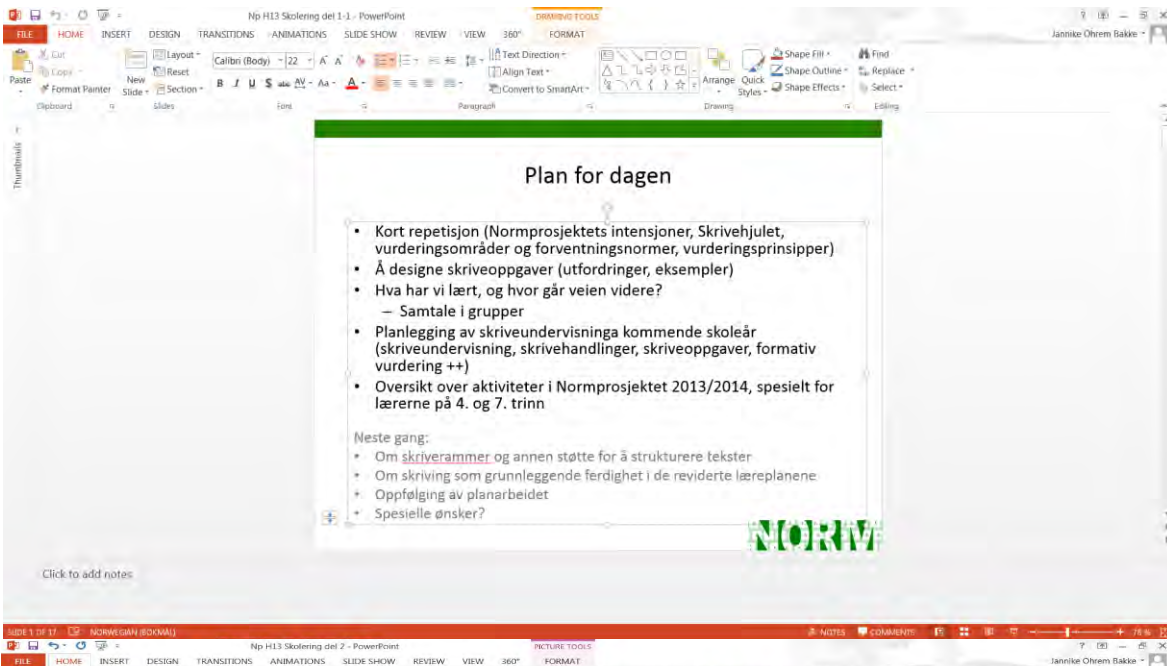 Np H13 Skolering del 1-1 - PowerPoint
DRAWING TOOLS
FILE HOME INSERT DESIGN TRANSITIONS ANIMATIONS SLIDE SHOW REVIEW VIEW 360° FORMAT
Jannike Ohrem Bakke
Paste
Cut
Copy
Format Painter
Clipboard
New Slide
Layout
Reset
Section
Slides
Calibri (Body) 22
Font
Paragraph
Text Direction
Align Text
Convert to SmartArt
Arrange
Quick Styles
Shape Fill
Shape Outline
Shape Effects
Drawing
Find
Replace
Select
Editing
Thumbnails
Plan for dagen
• Kort repetisjon (Normprosjektets intensjoner, Skrivehjulet,
vurderingsområder og forventningsnormer, vurderingsprinsipper)
• Å designe skriveoppgaver (utfordringer, eksempler)
• Hva har vi lært, og hvor går veien videre?
– Samtale i grupper
• Planlegging av skriveundervisninga kommende skoleår
(skriveundervisning, skrivehandlinger, skriveoppgaver, formativ
vurdering ++)
• Oversikt over aktiviteter i Normprosjektet 2013/2014, spesielt for
lærerne på 4. og 7. trinn
Neste gang:
• Om skriverammer og annen støtte for å strukturere tekster
• Om skriving som grunnleggende ferdighet i de reviderte læreplanene
• Oppfølging av planarbeidet
• Spesielle ønsker?
NORM
Click to add notes
SLIDE 1 OF 17 NORWEGIAN (BOKMÅL) NOTES COMMENTS 78 %
Np H13 Skolering del 2 - PowerPoint
PICTURE TOOLS
FILE HOME INSERT DESIGN TRANSITIONS ANIMATIONS SLIDE SHOW REVIEW VIEW 360° FORMAT
Jannike Ohrem Bakke